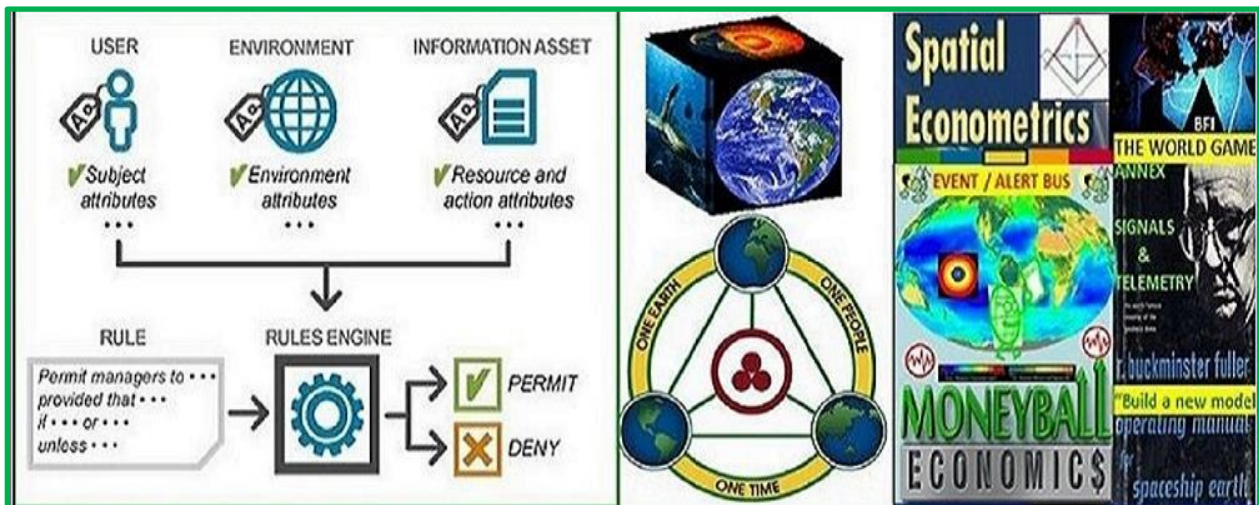 USER
ENVIRONMENT
INFORMATION ASSET
Subject
attributes
•••
Environment
attributes
•••
Resource and
action attributes
•••
RULE
Permit managers to •••
provided that •••
if ••• or •••
unless •••
RULES ENGINE
PERMIT
DENY
ONE EARTH
ONE PEOPLE
ONE TIME
Spatial
Econometrics
EVENT / ALERT BUS
MONEYBALL
ECONOMIC$
BFI
THE WORLD GAME
ANNEX
SIGNALS
&
TELEMETRY
r. buckminster fuller
"Build a new model
operating manual
for
spaceship earth